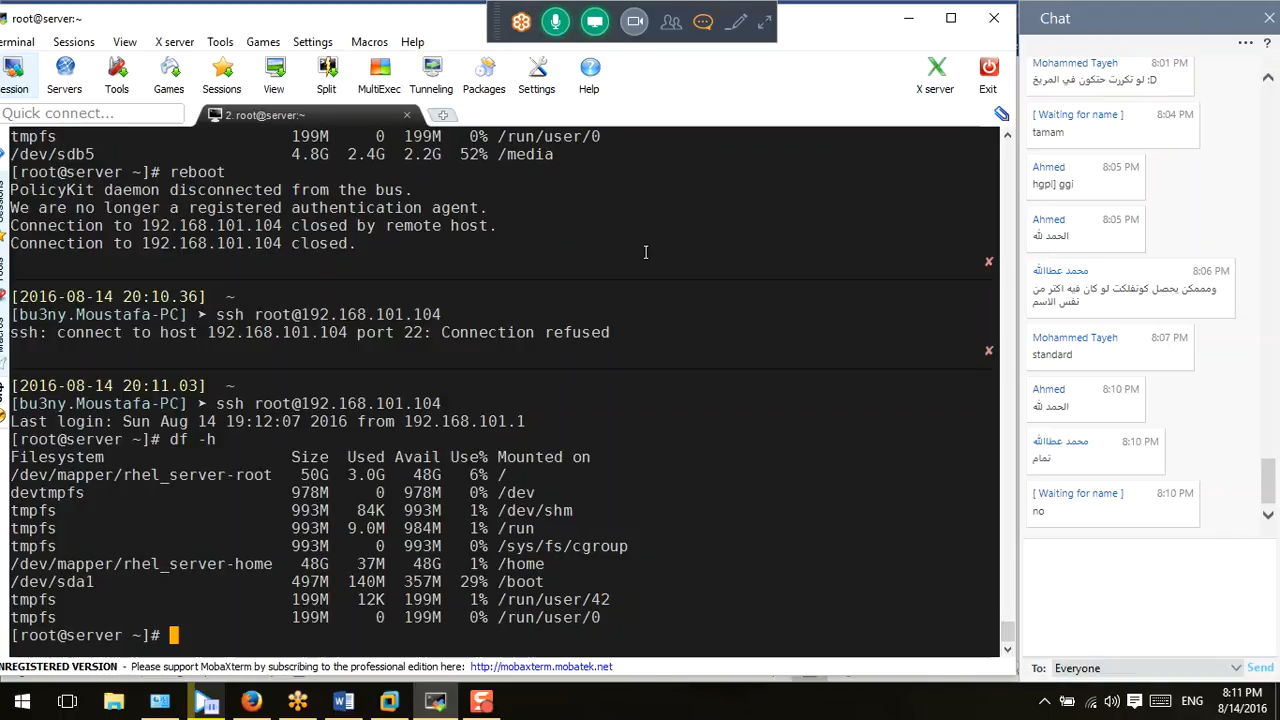 root@server:~
erminal Sessions View X server Tools Games Settings Macros Help
ession Servers Tools Games Sessions View Split MultiExec Tunneling Packages Settings Help X server Exit
Quick connect...
2. root@server:~
tmpfs 199M 0 199M 0% /run/user/0
/dev/sdb5 4.8G 2.4G 2.2G 52% /media
[root@server ~]# reboot
PolicyKit daemon disconnected from the bus.
We are no longer a registered authentication agent.
Connection to 192.168.101.104 closed by remote host.
Connection to 192.168.101.104 closed.
[2016-08-14 20:10.36] ~
[bu3ny.Moustafa-PC] ➤ ssh root@192.168.101.104
ssh: connect to host 192.168.101.104 port 22: Connection refused
[2016-08-14 20:11.03] ~
[bu3ny.Moustafa-PC] ➤ ssh root@192.168.101.104
Last login: Sun Aug 14 19:12:07 2016 from 192.168.101.1
[root@server ~]# df -h
Filesystem Size Used Avail Use% Mounted on
/dev/mapper/rhel_server-root 50G 3.0G 48G 6% /
devtmpfs 978M 0 978M 0% /dev
tmpfs 993M 84K 993M 1% /dev/shm
tmpfs 993M 9.0M 984M 1% /run
tmpfs 993M 0 993M 0% /sys/fs/cgroup
/dev/mapper/rhel_server-home 48G 37M 48G 1% /home
/dev/sda1 497M 140M 357M 29% /boot
tmpfs 199M 12K 199M 1% /run/user/42
tmpfs 199M 0 199M 0% /run/user/0
[root@server ~]#
NREGISTERED VERSION - Please support MobaXterm by subscribing to the professional edition here: http://mobaxterm.mobatek.net
Chat
Mohammed Tayeh 8:01 PM
لو تكررت حتكون في المريخ :D
[ Waiting for name ] 8:04 PM
tamam
Ahmed 8:05 PM
hgpl] ggi
Ahmed 8:05 PM
الحمد لله
محمد عطاالله 8:06 PM
ومممكن يحصل كونفلكت لو كان فيه اكتر من
نفس الاسم
Mohammed Tayeh 8:07 PM
standard
Ahmed 8:10 PM
الحمد لله
محمد عطاالله 8:10 PM
تمام
[ Waiting for name ] 8:10 PM
no
To: Everyone Send
ENG
8:11 PM
8/14/2016